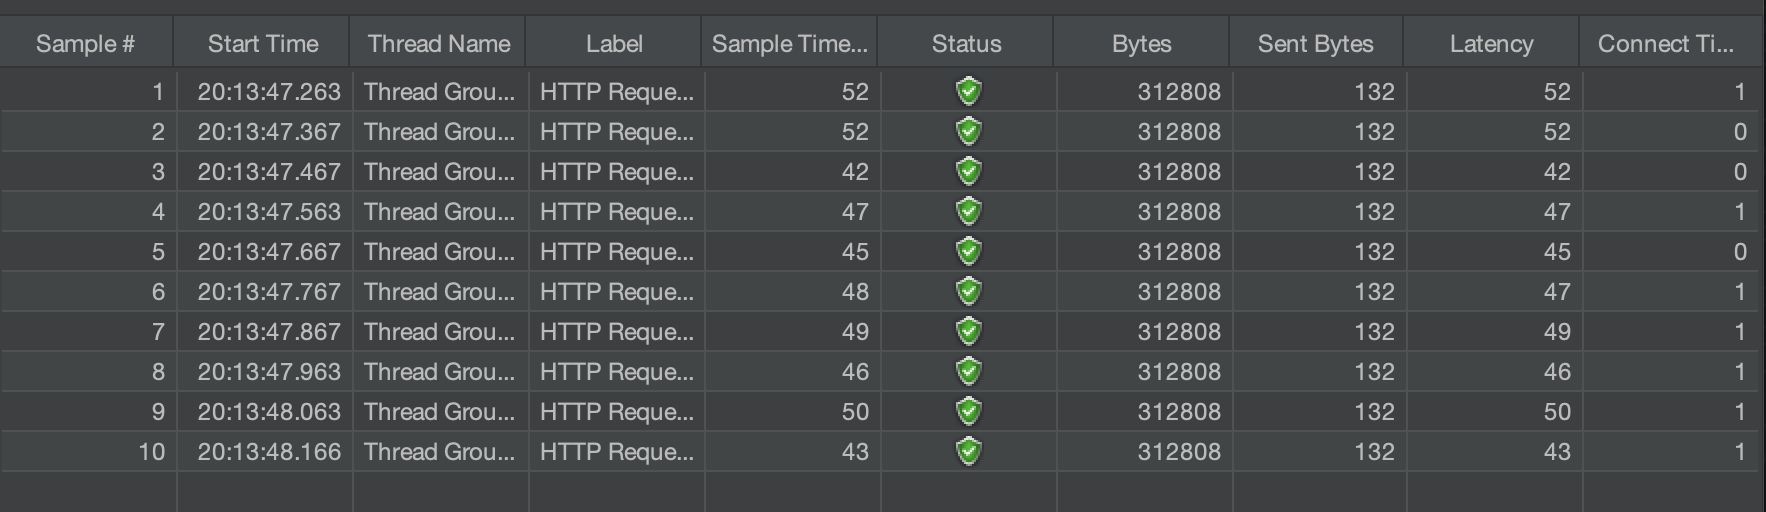 Sample # Start Time Thread Name Label Sample Time... Status Bytes Sent Bytes Latency Connect Ti...
1 20:13:47.263 Thread Grou... HTTP Reque... 52 312808 132 52 1
2 20:13:47.367 Thread Grou... HTTP Reque... 52 312808 132 52 0
3 20:13:47.467 Thread Grou... HTTP Reque... 42 312808 132 42 0
4 20:13:47.563 Thread Grou... HTTP Reque... 47 312808 132 47 1
5 20:13:47.667 Thread Grou... HTTP Reque... 45 312808 132 45 0
6 20:13:47.767 Thread Grou... HTTP Reque... 48 312808 132 47 1
7 20:13:47.867 Thread Grou... HTTP Reque... 49 312808 132 49 1
8 20:13:47.963 Thread Grou... HTTP Reque... 46 312808 132 46 1
9 20:13:48.063 Thread Grou... HTTP Reque... 50 312808 132 50 1
10 20:13:48.166 Thread Grou... HTTP Reque... 43 312808 132 43 1